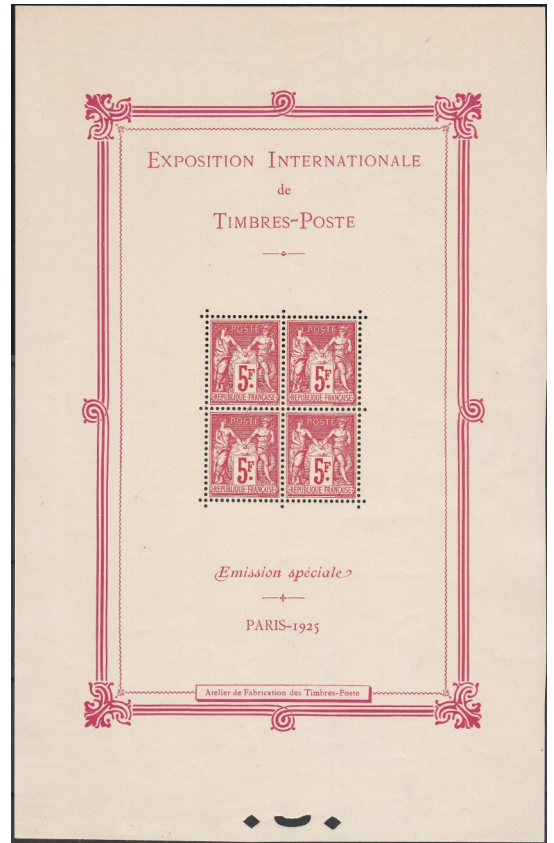 EXPOSITION INTERNATIONALE
de
TIMBRES-POSTE
POSTE POSTE
5F. 5F.
REPUBLIQUE FRANÇAISE REPUBLIQUE FRANÇAISE
POSTE POSTE
5F. 5F.
REPUBLIQUE FRANÇAISE REPUBLIQUE FRANÇAISE
Emission spéciale
PARIS-1925
Atelier de Fabrication des Timbres-Poste